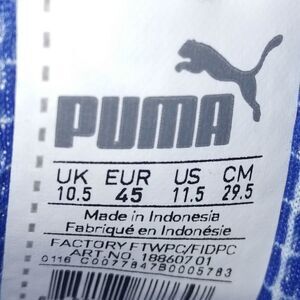 PUMA
UK EUR US CM
10.5 45 11.5 29.5
Made in Indonesia
Fabriqué en Indonésie
FACTORY FTWPC/FIDPC
ART.NO. 188607 01
0116 C0077847B0005783